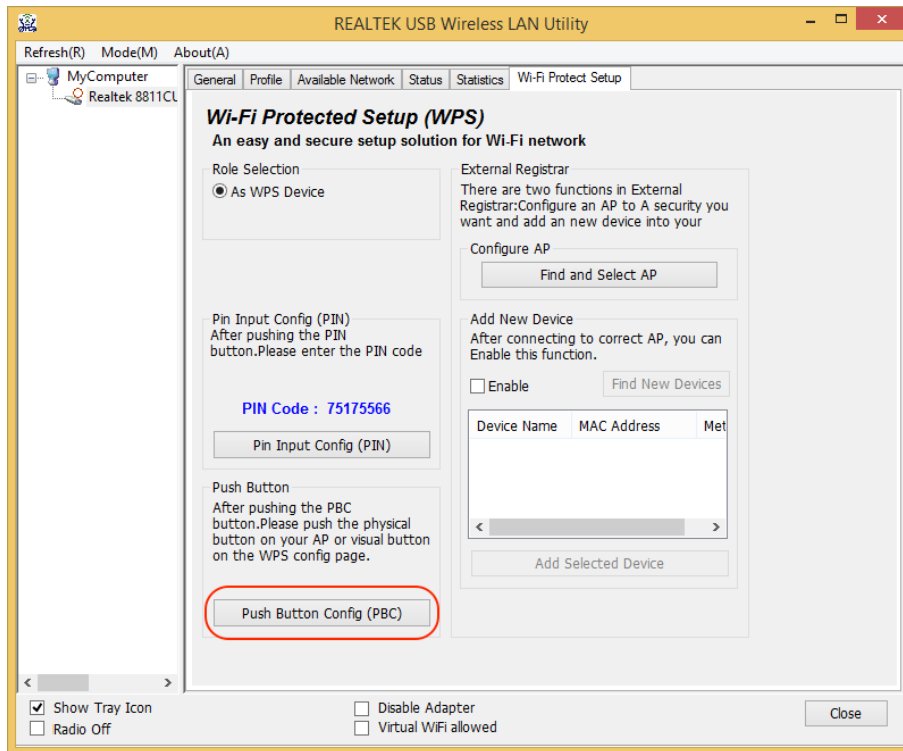 REALTEK USB Wireless LAN Utility
Refresh(R) Mode(M) About(A)
MyComputer
Realtek 8811CU
General Profile Available Network Status Statistics Wi-Fi Protect Setup
Wi-Fi Protected Setup (WPS)
An easy and secure setup solution for Wi-Fi network
Role Selection
As WPS Device
Pin Input Config (PIN)
After pushing the PIN
button.Please enter the PIN code
PIN Code : 75175566
Pin Input Config (PIN)
Push Button
After pushing the PBC
button.Please push the physical
button on your AP or visual button
on the WPS config page.
Push Button Config (PBC)
External Registrar
There are two functions in External
Registrar:Configure an AP to A security you
want and add an new device into your
Configure AP
Find and Select AP
Add New Device
After connecting to correct AP, you can
Enable this function.
Enable Find New Devices
Device Name MAC Address Met
Add Selected Device
Show Tray Icon
Radio Off
Disable Adapter
Virtual WiFi allowed
Close